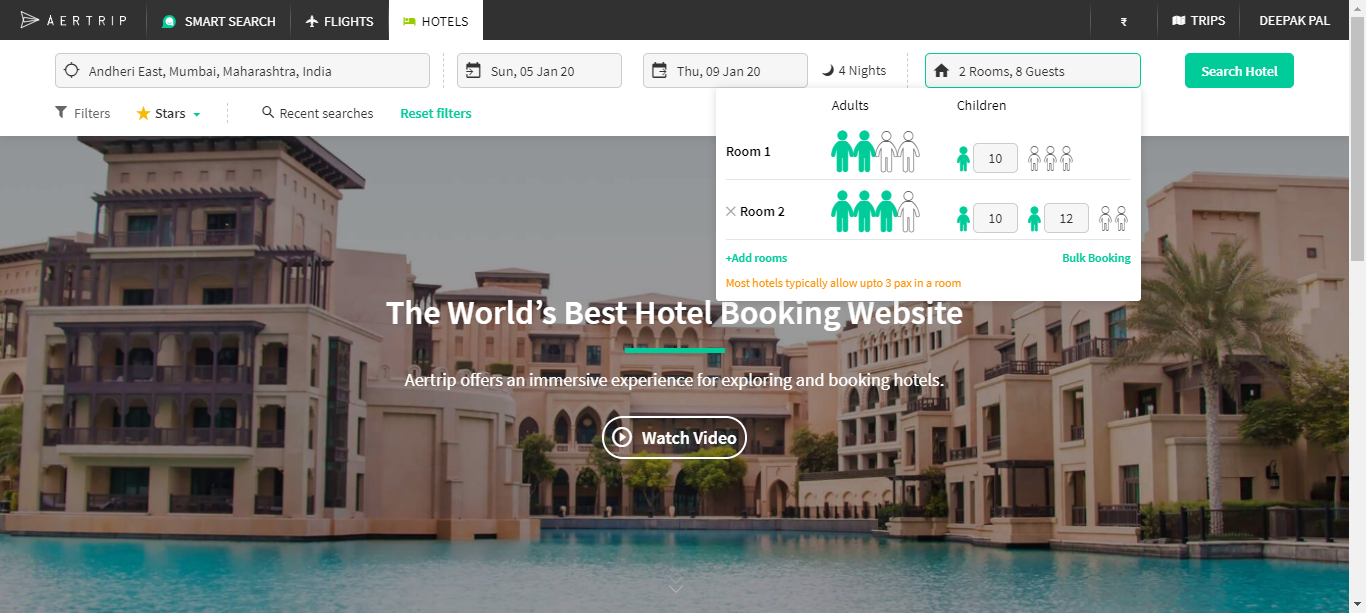 AERTRIP SMART SEARCH FLIGHTS HOTELS ₹ TRIPS DEEPAK PAL
Andheri East, Mumbai, Maharashtra, India Sun, 05 Jan 20 Thu, 09 Jan 20 4 Nights 2 Rooms, 8 Guests Search Hotel
Filters Stars Recent searches Reset filters
Adults Children
Room 1 10
Room 2 10 12
+Add rooms Bulk Booking
Most hotels typically allow upto 3 pax in a room
The World’s Best Hotel Booking Website
Aertrip offers an immersive experience for exploring and booking hotels.
Watch Video